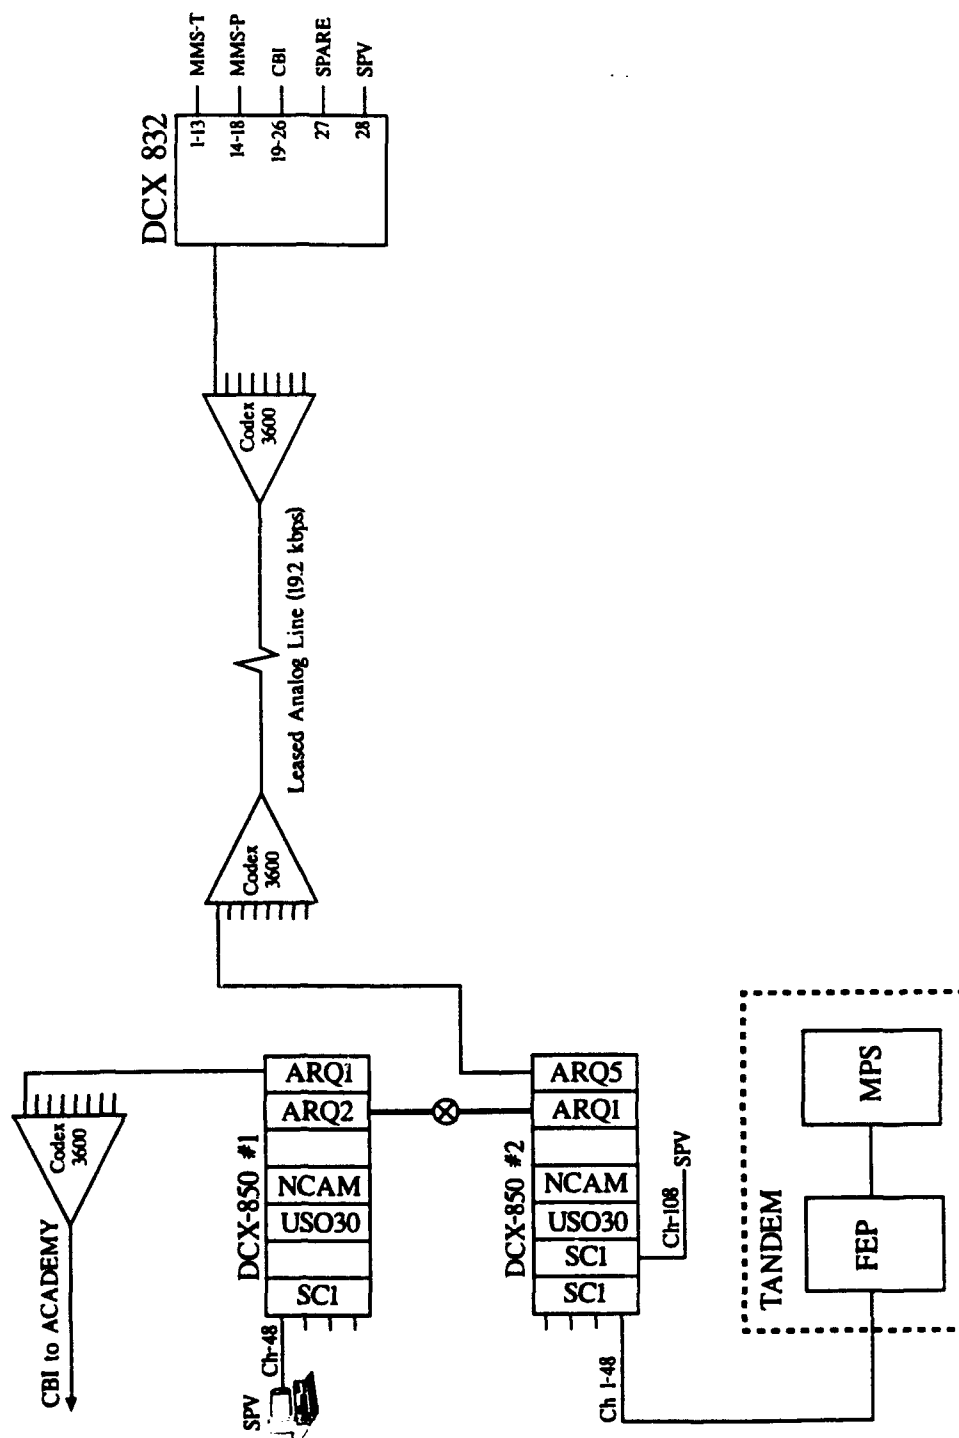 CBI to ACADEMY
Codex
3600
SPV
Ch-48
DCX-850 #1
SC1
USO30
NCAM
ARQ2
ARQ1
Ch 1-48
DCX-850 #2
SC1
SC1
USO30
NCAM
ARQ1
ARQ5
Ch-108
SPV
TANDEM
FEP
MPS
Codex
3600
Leased Analog Line (19.2 kbps)
Codex
3600
DCX 832
1-13 MMS-T
14-18 MMS-P
19-26 CBI
27 SPARE
28 SPV